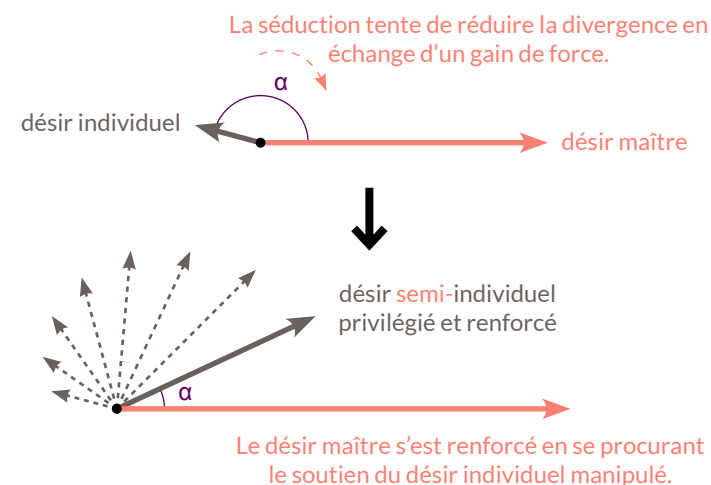 La séduction tente de réduire la divergence en
échange d’un gain de force.
α
désir individuel
désir maître
désir semi-individuel
privilégié et renforcé
α
Le désir maître s’est renforcé en se procurant
le soutien du désir individuel manipulé.